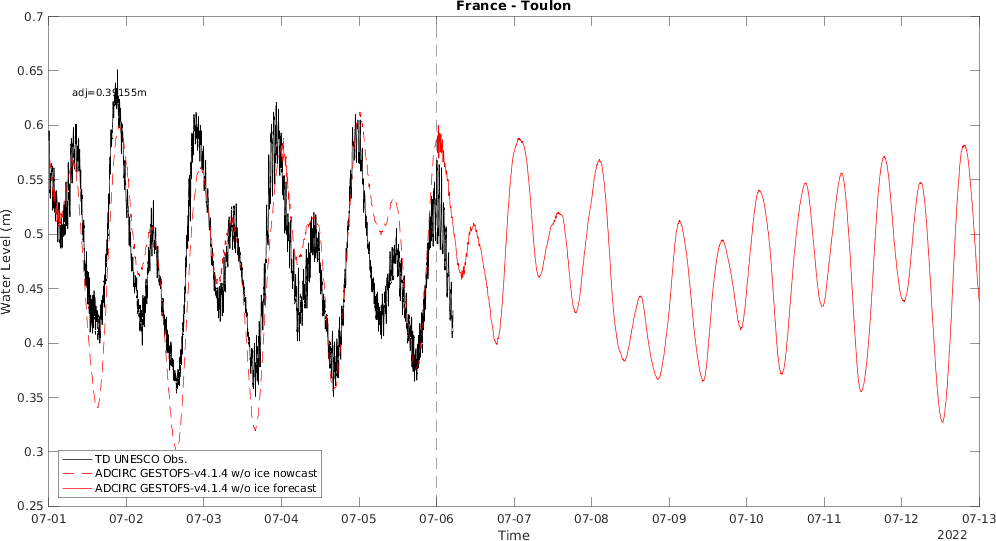 France - Toulon
0.7
0.65
0.6
0.55
0.5
0.45
0.4
0.35
0.3
0.25
Water Level (m)
adj=0.39155m
TD UNESCO Obs.
ADCIRC GESTOFS-v4.1.4 w/o ice nowcast
ADCIRC GESTOFS-v4.1.4 w/o ice forecast
07-01 07-02 07-03 07-04 07-05 07-06 07-07 07-08 07-09 07-10 07-11 07-12 07-13
Time
2022